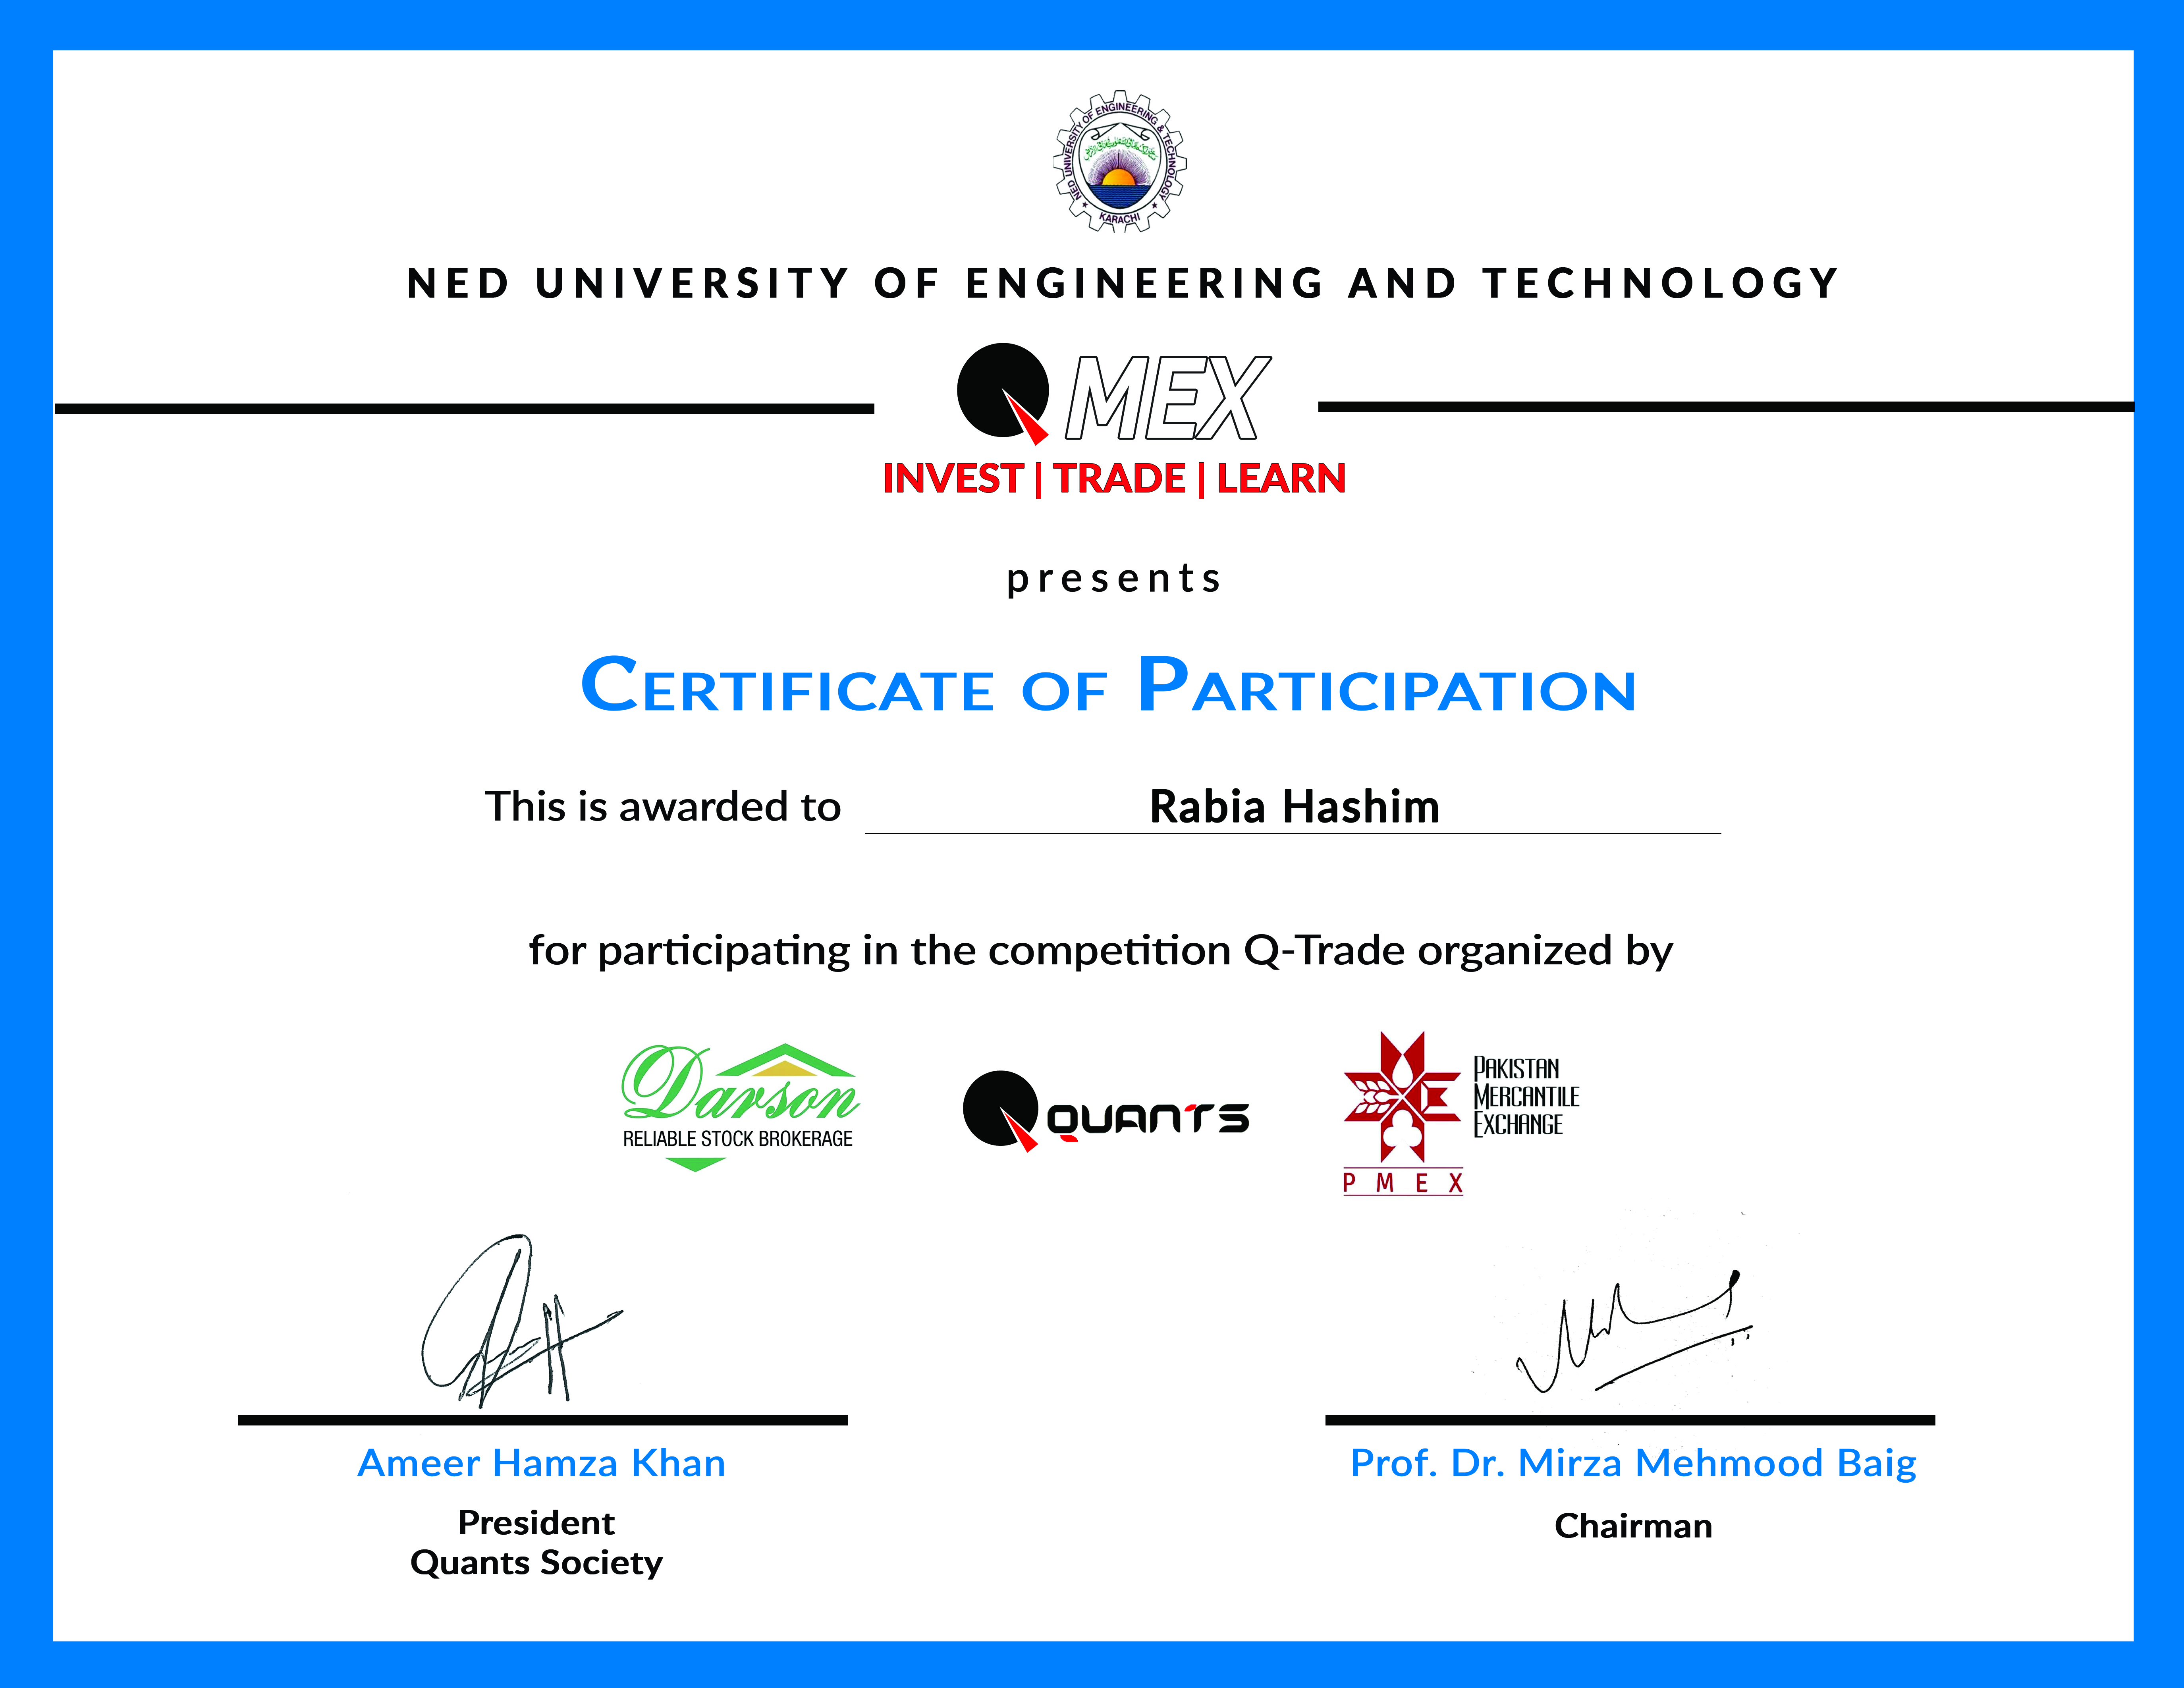 NED UNIVERSITY OF ENGINEERING & TECHNOLOGY
KARACHI
NED UNIVERSITY OF ENGINEERING AND TECHNOLOGY
MEX
INVEST | TRADE | LEARN
presents
CERTIFICATE OF PARTICIPATION
This is awarded to Rabia Hashim
for participating in the competition Q-Trade organized by
Darson
RELIABLE STOCK BROKERAGE
QUANTS
PAKISTAN
MERCANTILE
EXCHANGE
PMEX
Ameer Hamza Khan
President
Quants Society
Prof. Dr. Mirza Mehmood Baig
Chairman